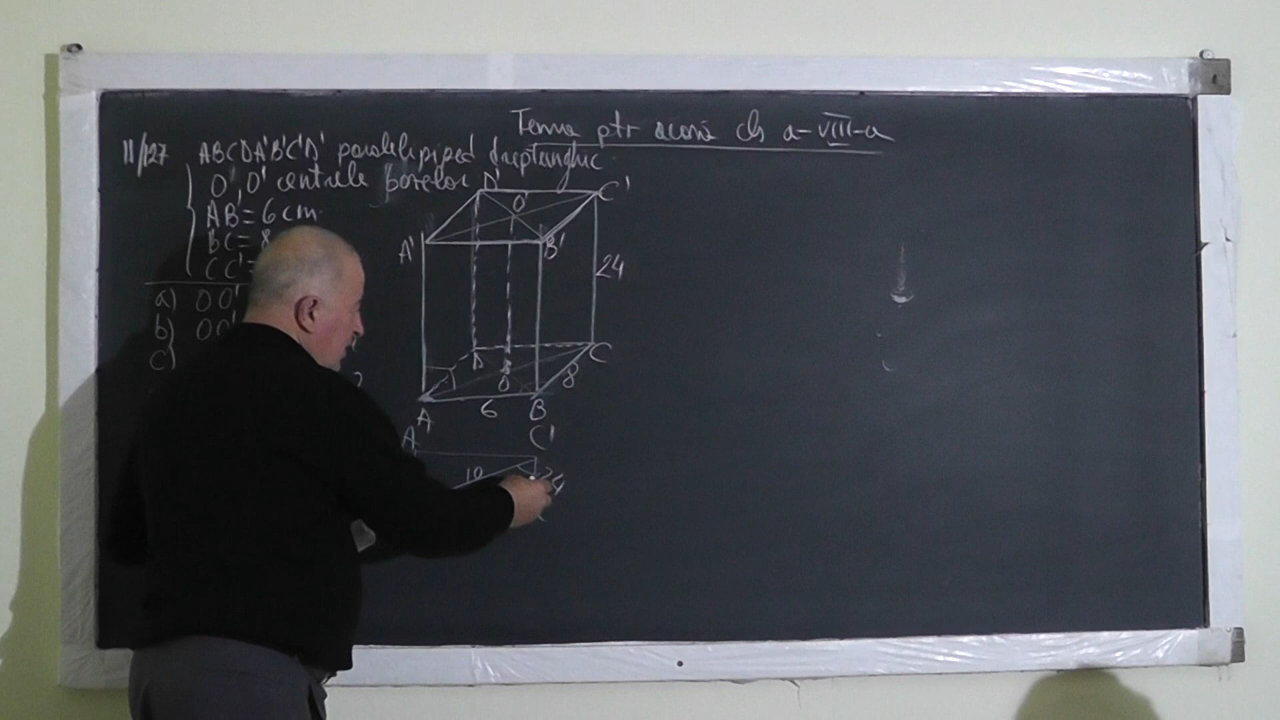 Tema ptr acasă cls a-VIII-a
11/127 ABCDA'B'C'D' paralelipiped dreptunghic
O, O' centrele bazelor
AB = 6 cm
BC = 8
CC' =
a) OO'
b) OO'
c)
D' C'
O'
A' B'
24
D C
O 8
A 6 B
A' C'
10 24